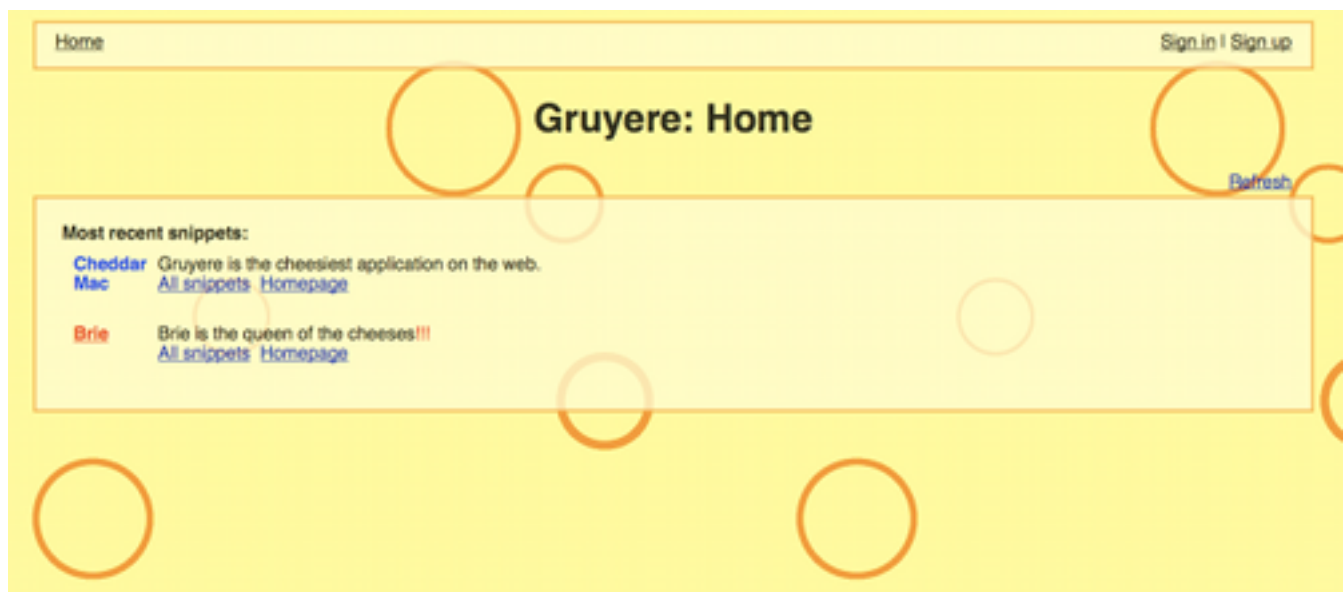 Home Sign in | Sign up
Gruyere: Home
Refresh
Most recent snippets:
Cheddar Gruyere is the cheesiest application on the web.
Mac All snippets Homepage
Brie Brie is the queen of the cheeses!!!
All snippets Homepage